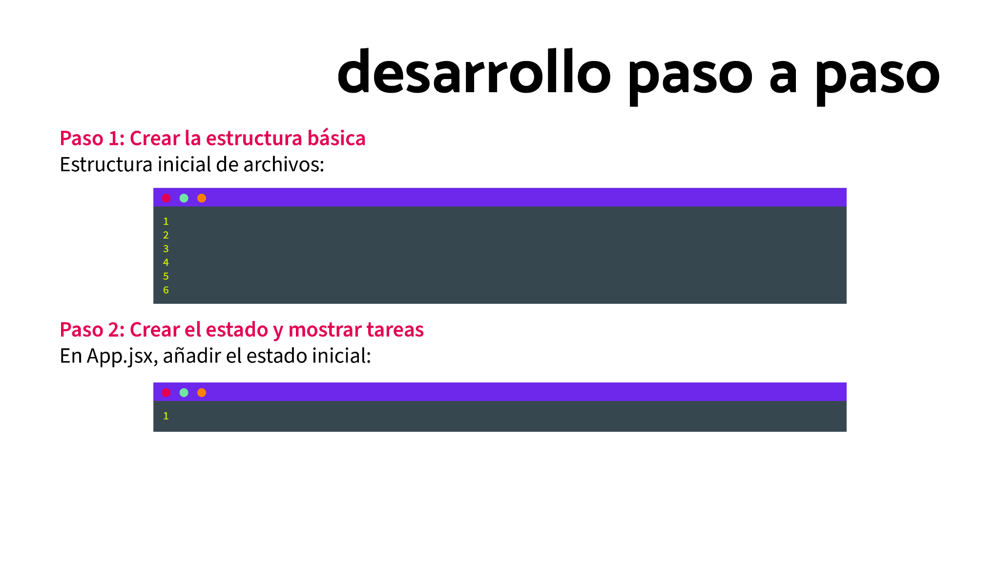 desarrollo paso a paso
Paso 1: Crear la estructura básica
Estructura inicial de archivos:
1
2
3
4
5
6
Paso 2: Crear el estado y mostrar tareas
En App.jsx, añadir el estado inicial:
1